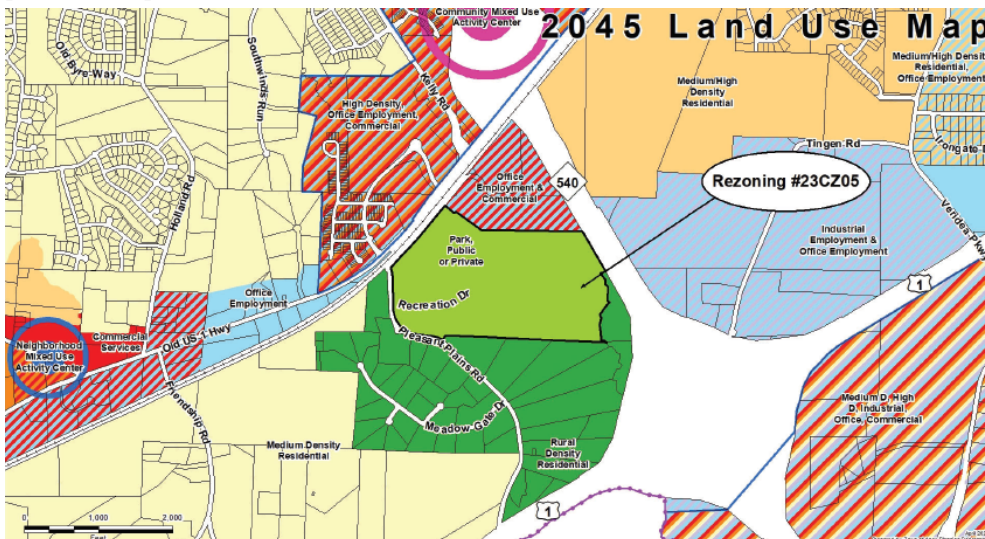 Community Mixed Use
Activity Center
2045 Land Use Map
Old Byre Way
Southwinds Run
Kelly Rd
Medium/High
Density
Residential
Medium/High Density
Residential,
Office Employment
High Density,
Office Employment,
Commercial
Tingen Rd
Irongate
Holland Rd
Office
Employment &
Commercial
540
Rezoning #23CZ05
Veridea Pkwy
Park,
Public
or Private
Industrial
Employment &
Office Employment
1
Office
Employment
Recreation Dr
Commercial
Services
Old US-1 Hwy
Pleasant Plains Rd
Neighborhood
Mixed Use
Activity Center
Friendship Rd
Meadow-Gate Dr
Medium D, High
D, Industrial,
Office, Commercial
Medium Density
Residential
Rural
Density
Residential
1
0 1,000 2,000
Feet